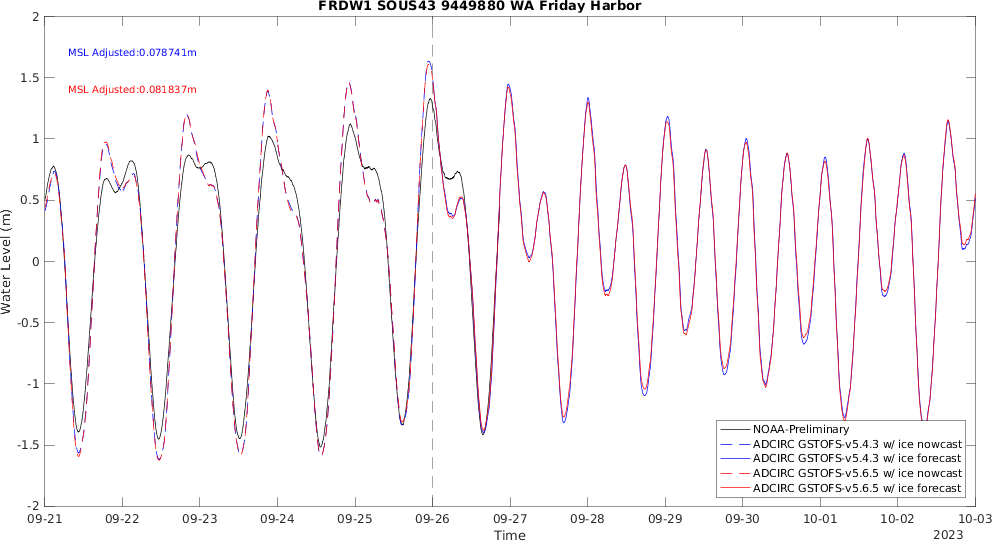 FRDW1 SOUS43 9449880 WA Friday Harbor
MSL Adjusted:0.078741m
MSL Adjusted:0.081837m
Water Level (m)
2
1.5
1
0.5
0
-0.5
-1
-1.5
-2
NOAA-Preliminary
ADCIRC GSTOFS-v5.4.3 w/ ice nowcast
ADCIRC GSTOFS-v5.4.3 w/ ice forecast
ADCIRC GSTOFS-v5.6.5 w/ ice nowcast
ADCIRC GSTOFS-v5.6.5 w/ ice forecast
09-21 09-22 09-23 09-24 09-25 09-26 09-27 09-28 09-29 09-30 10-01 10-02 10-03
Time
2023